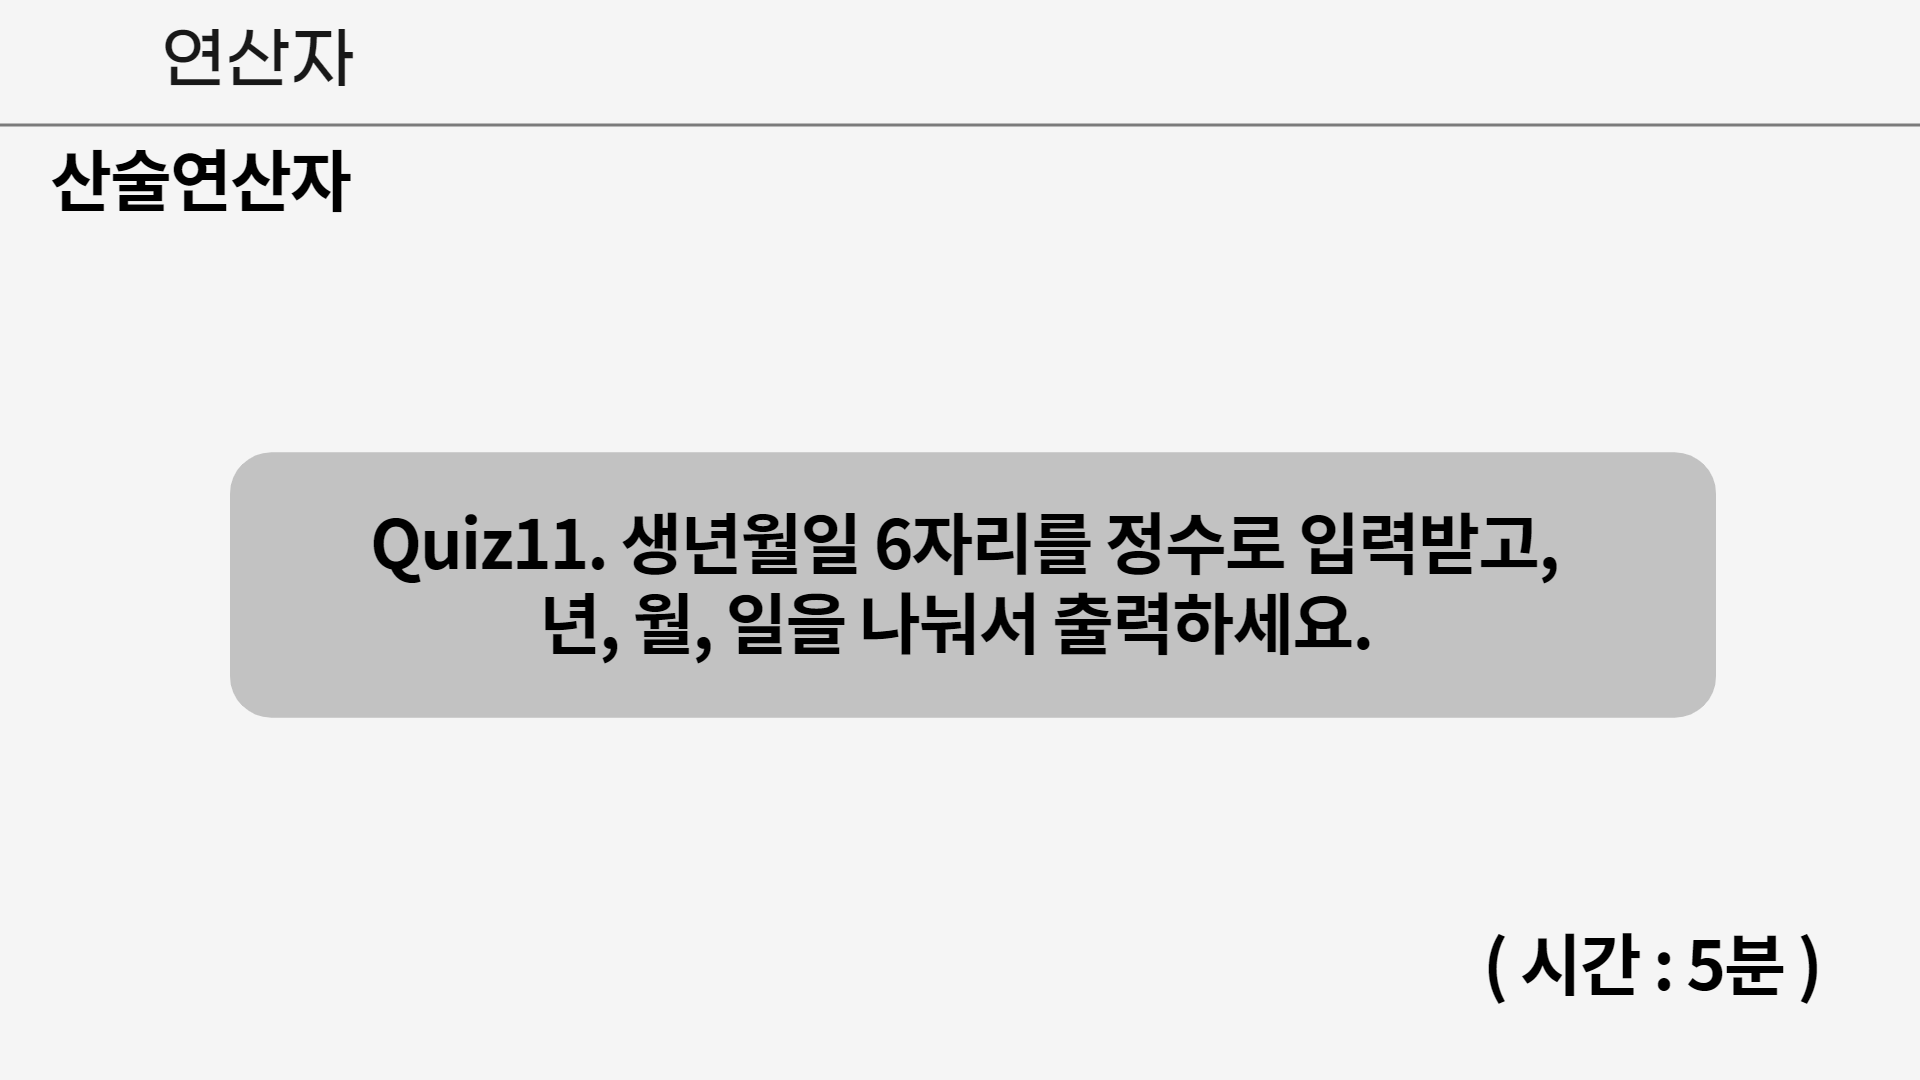 연산자
산술연산자
Quiz11. 생년월일 6자리를 정수로 입력받고,
년, 월, 일을 나눠서 출력하세요.
( 시간 : 5분 )